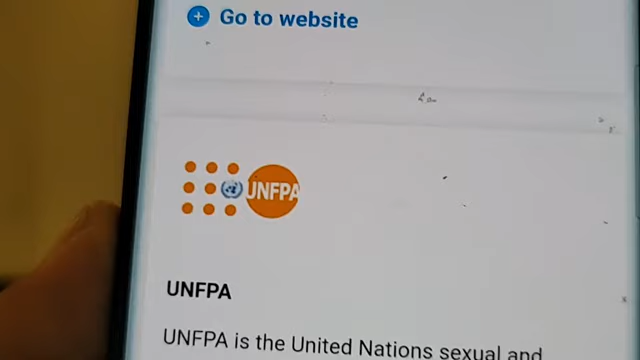 Go to website
UNFPA
UNFPA
UNFPA is the United Nations sexual and